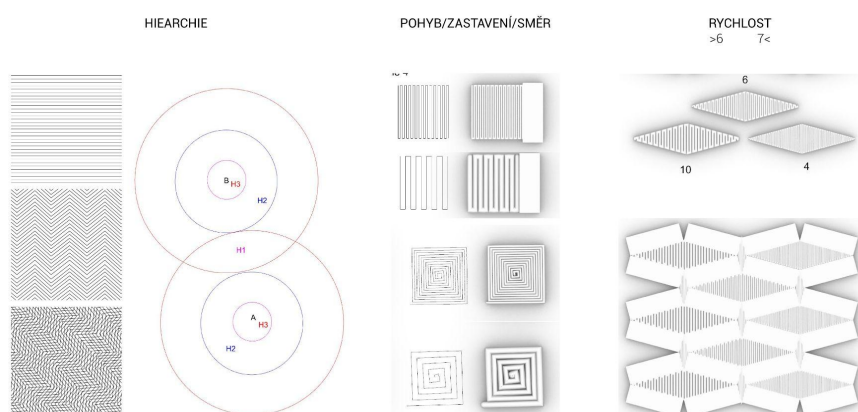 HIEARCHIE
POHYB/ZASTAVENÍ/SMĚR
RYCHLOST
>6 7<
B
H3
H2
H1
A
H3
H2
6
10
4